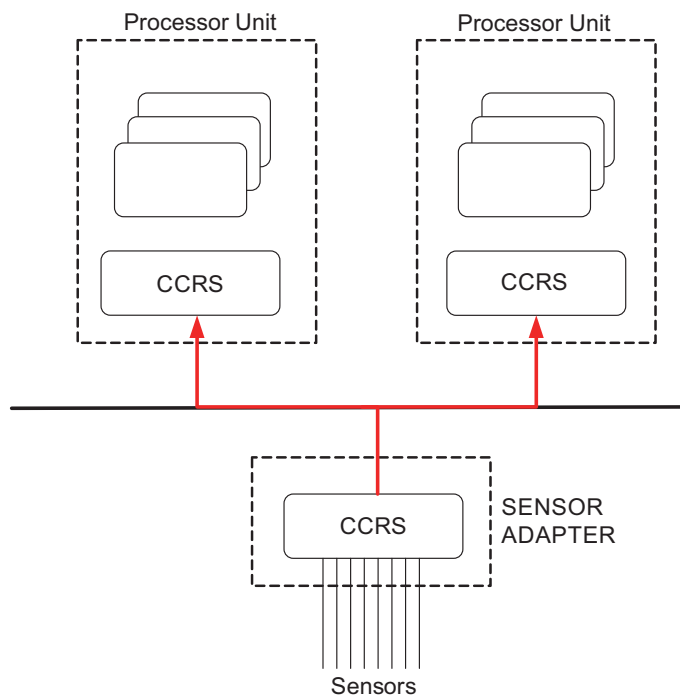 Processor Unit
Processor Unit
CCRS
CCRS
CCRS
SENSOR
ADAPTER
Sensors